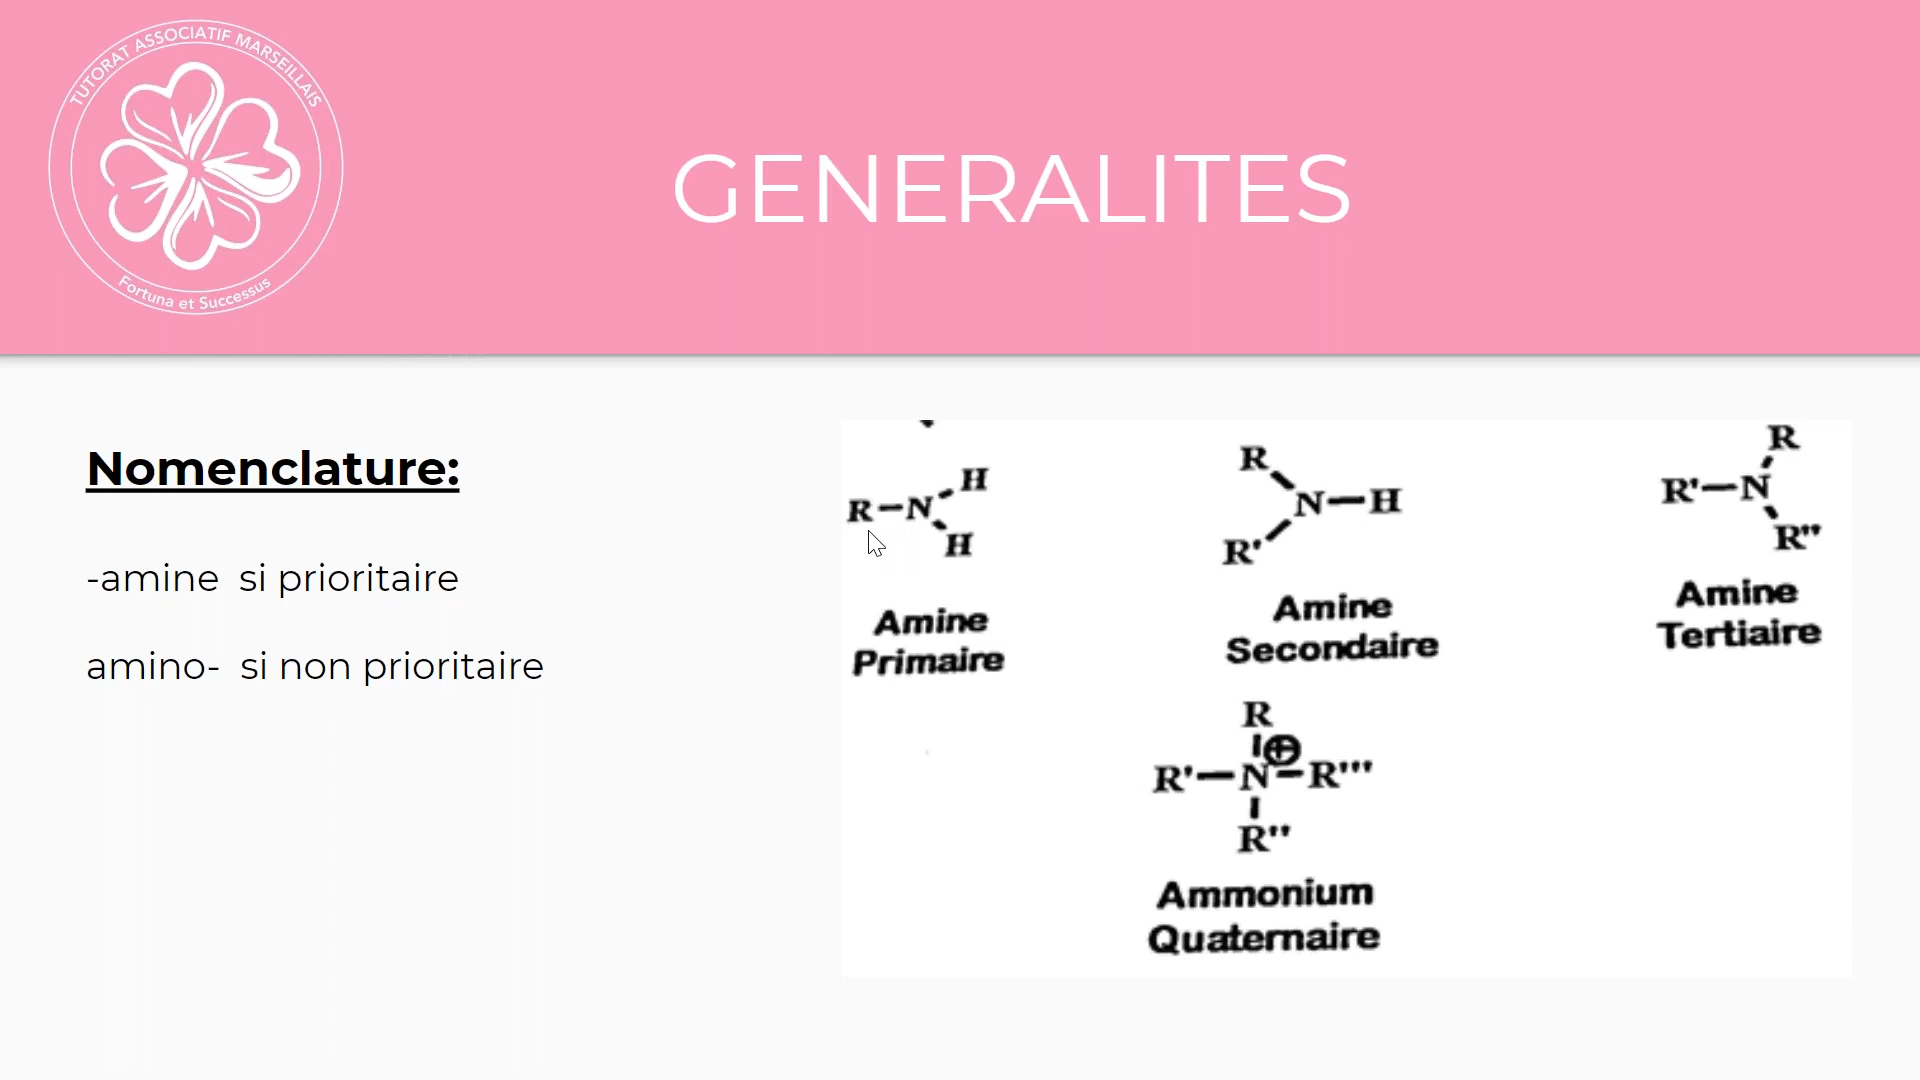 TUTORAT ASSOCIATIF MARSEILLAIS
Fortuna et Successus
GENERALITES
Nomenclature:
-amine si prioritaire
amino- si non prioritaire
R-N
H
H
Amine
Primaire
R
N-H
R'
Amine
Secondaire
R
R'-N
R"
Amine
Tertiaire
R
⊕
R'-N-R'"
R"
Ammonium
Quaternaire